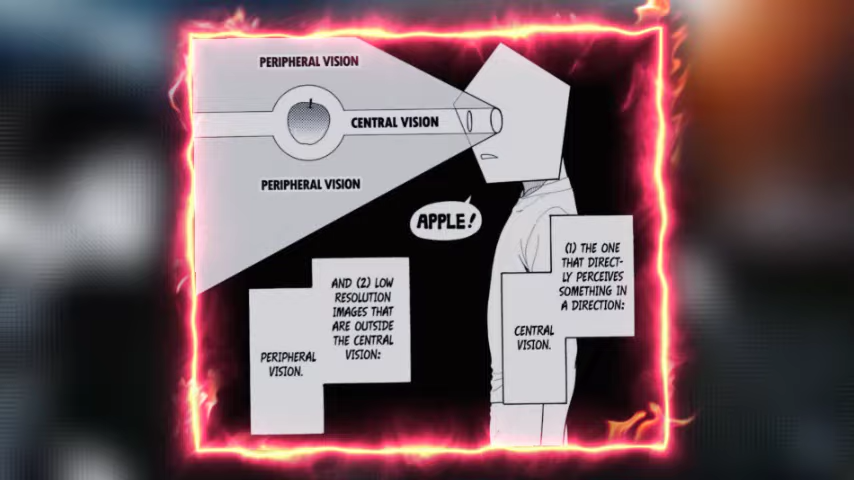 PERIPHERAL VISION
CENTRAL VISION
PERIPHERAL VISION
APPLE!
(1) THE ONE
THAT DIRECT-
LY PERCEIVES
SOMETHING IN
A DIRECTION:
CENTRAL
VISION.
AND (2) LOW
RESOLUTION
IMAGES THAT
ARE OUTSIDE
THE CENTRAL
VISION:
PERIPHERAL
VISION.